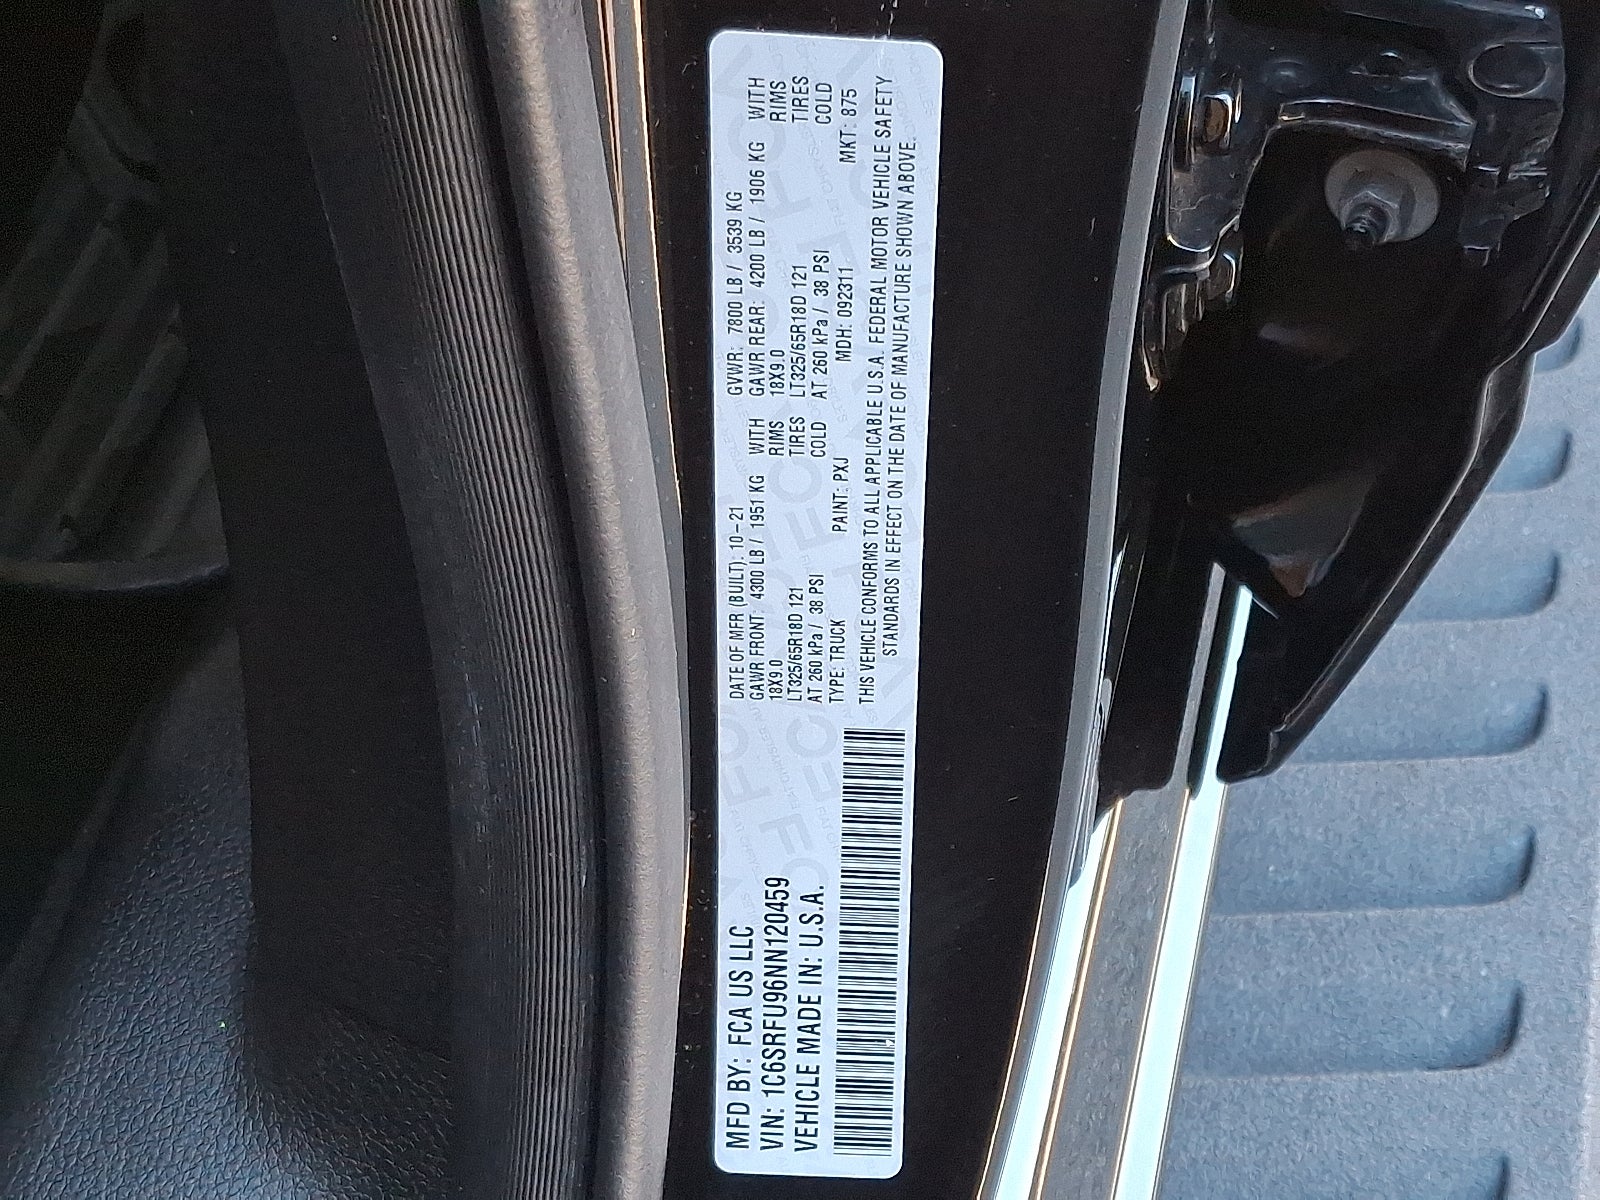 MFD BY: FCA US LLC
VIN: 1C6SRFU96NN120459
VEHICLE MADE IN: U.S.A.
DATE OF MFR (BUILT): 10-21 GVWR: 7800 LB / 3539 KG
GAWR FRONT: 4300 LB / 1951 KG WITH GAWR REAR: 4200 LB / 1906 KG WITH
18X9.0 RIMS 18X9.0 RIMS
LT325/65R18D 121 TIRES LT325/65R18D 121 TIRES
AT 260 kPa / 38 PSI COLD AT 260 kPa / 38 PSI COLD
TYPE: TRUCK PAINT: PXJ MDH: 092311 MKT: 875
THIS VEHICLE CONFORMS TO ALL APPLICABLE U.S.A. FEDERAL MOTOR VEHICLE SAFETY
STANDARDS IN EFFECT ON THE DATE OF MANUFACTURE SHOWN ABOVE.